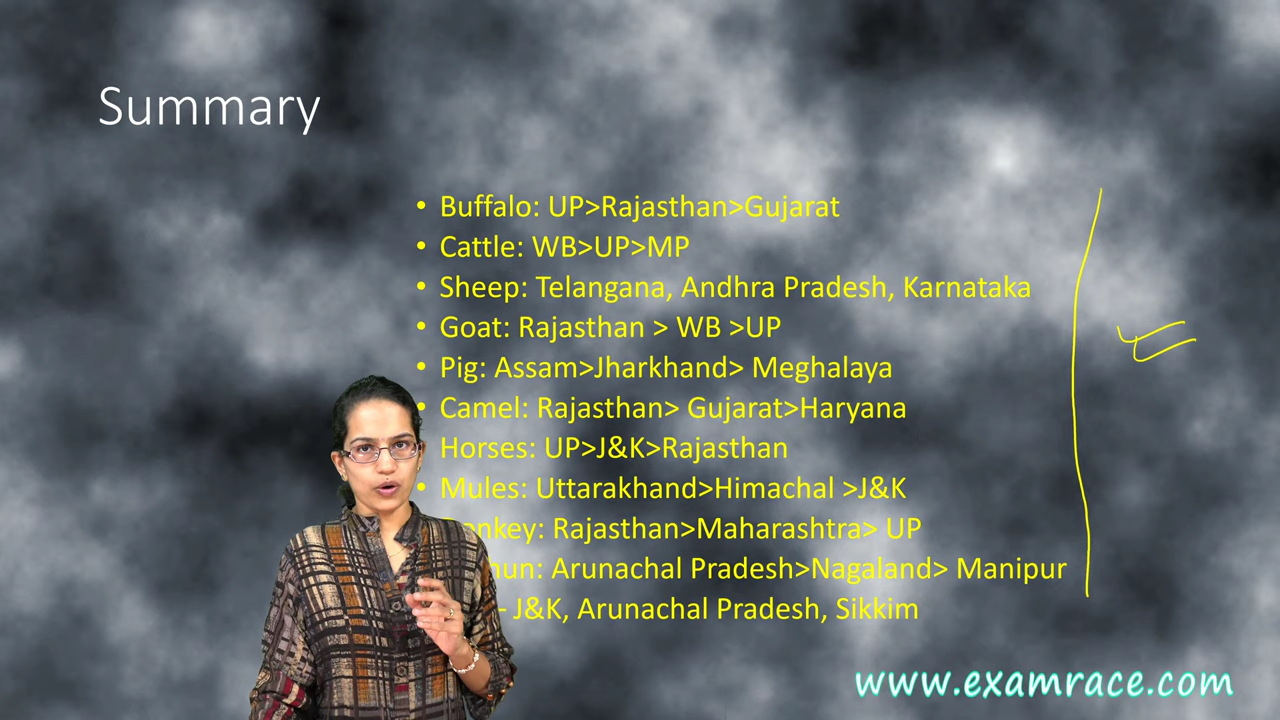 Summary
• Buffalo: UP>Rajasthan>Gujarat
• Cattle: WB>UP>MP
• Sheep: Telangana, Andhra Pradesh, Karnataka
• Goat: Rajasthan > WB >UP
• Pig: Assam>Jharkhand> Meghalaya
• Camel: Rajasthan> Gujarat>Haryana
Horses: UP>J&K>Rajasthan
• Mules: Uttarakhand>Himachal >J&K
Rajasthan>Maharashtra> UP
Arunachal Pradesh>Nagaland> Manipur
- J&K, Arunachal Pradesh, Sikkim
www.examrace.com